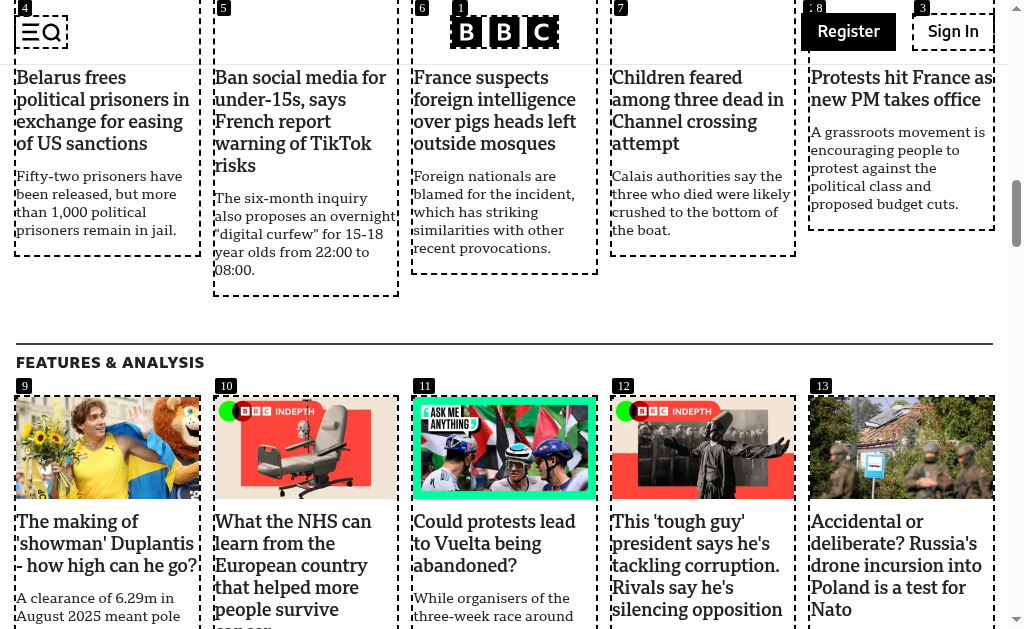 4
5
6
1
7
8
3
BBC
Register
Sign In
Belarus frees
political prisoners in
exchange for easing
of US sanctions
Fifty-two prisoners have
been released, but more
than 1,000 political
prisoners remain in jail.
Ban social media for
under-15s, says
French report
warning of TikTok
risks
The six-month inquiry
also proposes an overnight
"digital curfew" for 15-18
year olds from 22:00 to
08:00.
France suspects
foreign intelligence
over pigs heads left
outside mosques
Foreign nationals are
blamed for the incident,
which has striking
similarities with other
recent provocations.
Children feared
among three dead in
Channel crossing
attempt
Calais authorities say the
three who died were likely
crushed to the bottom of
the boat.
Protests hit France as
new PM takes office
A grassroots movement is
encouraging people to
protest against the
political class and
proposed budget cuts.
FEATURES & ANALYSIS
9
The making of
'showman' Duplantis
- how high can he go?
A clearance of 6.29m in
August 2025 meant pole
10
BBC INDEPTH
What the NHS can
learn from the
European country
that helped more
people survive
11
ASK ME
ANYTHING
Could protests lead
to Vuelta being
abandoned?
While organisers of the
three-week race around
12
BBC INDEPTH
This 'tough guy'
president says he's
tackling corruption.
Rivals say he's
silencing opposition
13
Accidental or
deliberate? Russia's
drone incursion into
Poland is a test for
Nato